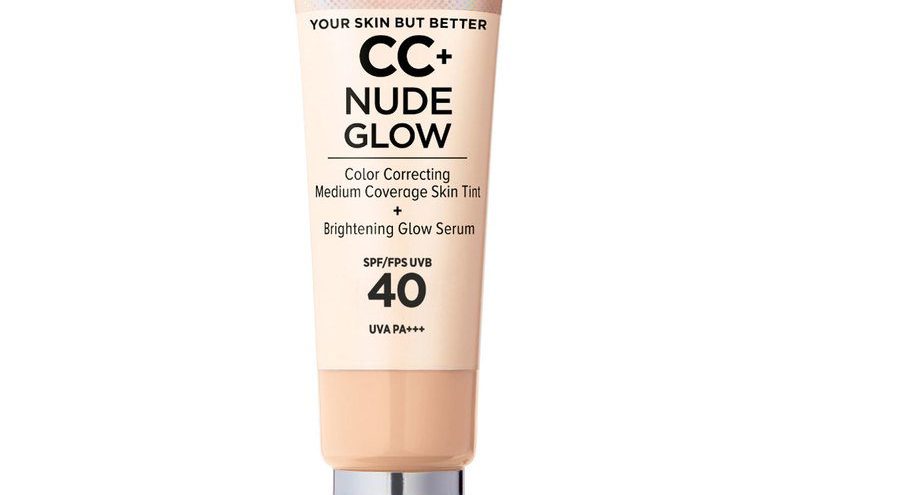 YOUR SKIN BUT BETTER
CC+
NUDE
GLOW
Color Correcting
Medium Coverage Skin Tint
+
Brightening Glow Serum
SPF/FPS UVB
40
UVA PA+++